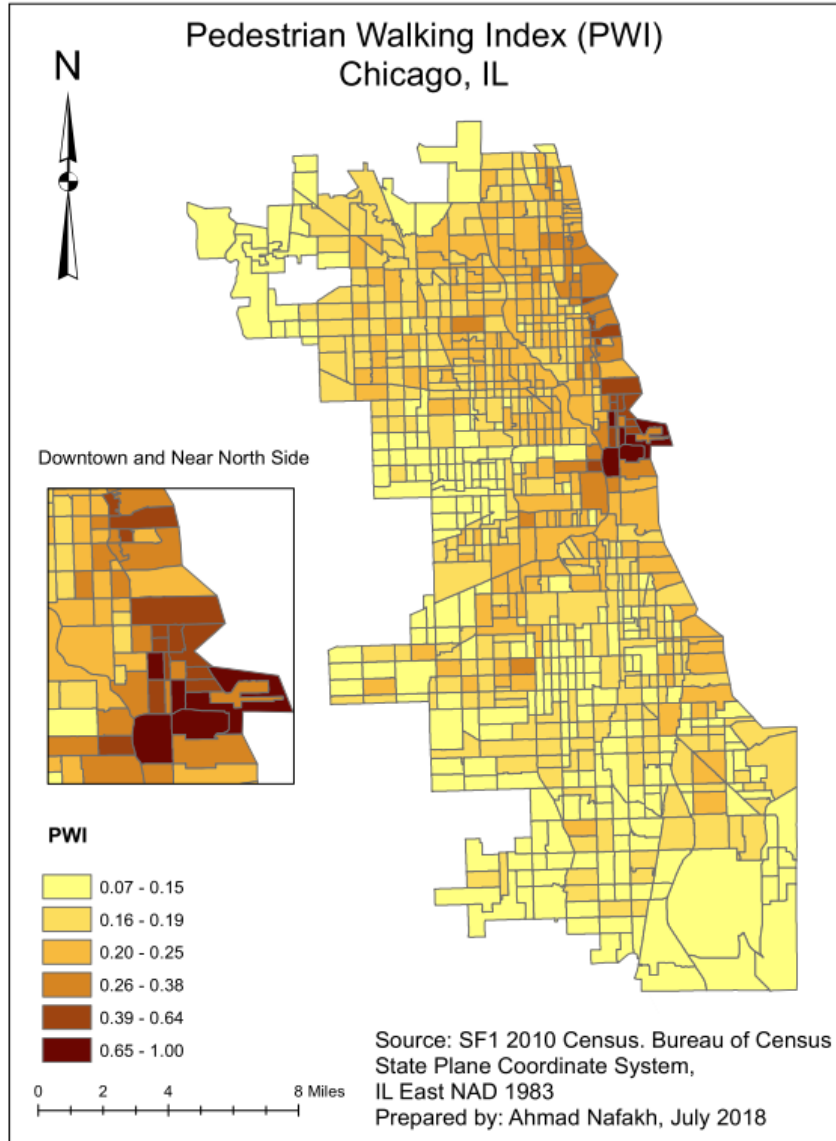 Pedestrian Walking Index (PWI)
Chicago, IL
N
Downtown and Near North Side
PWI
0.07 - 0.15
0.16 - 0.19
0.20 - 0.25
0.26 - 0.38
0.39 - 0.64
0.65 - 1.00
0 2 4 8 Miles
Source: SF1 2010 Census. Bureau of Census
State Plane Coordinate System,
IL East NAD 1983
Prepared by: Ahmad Nafakh, July 2018